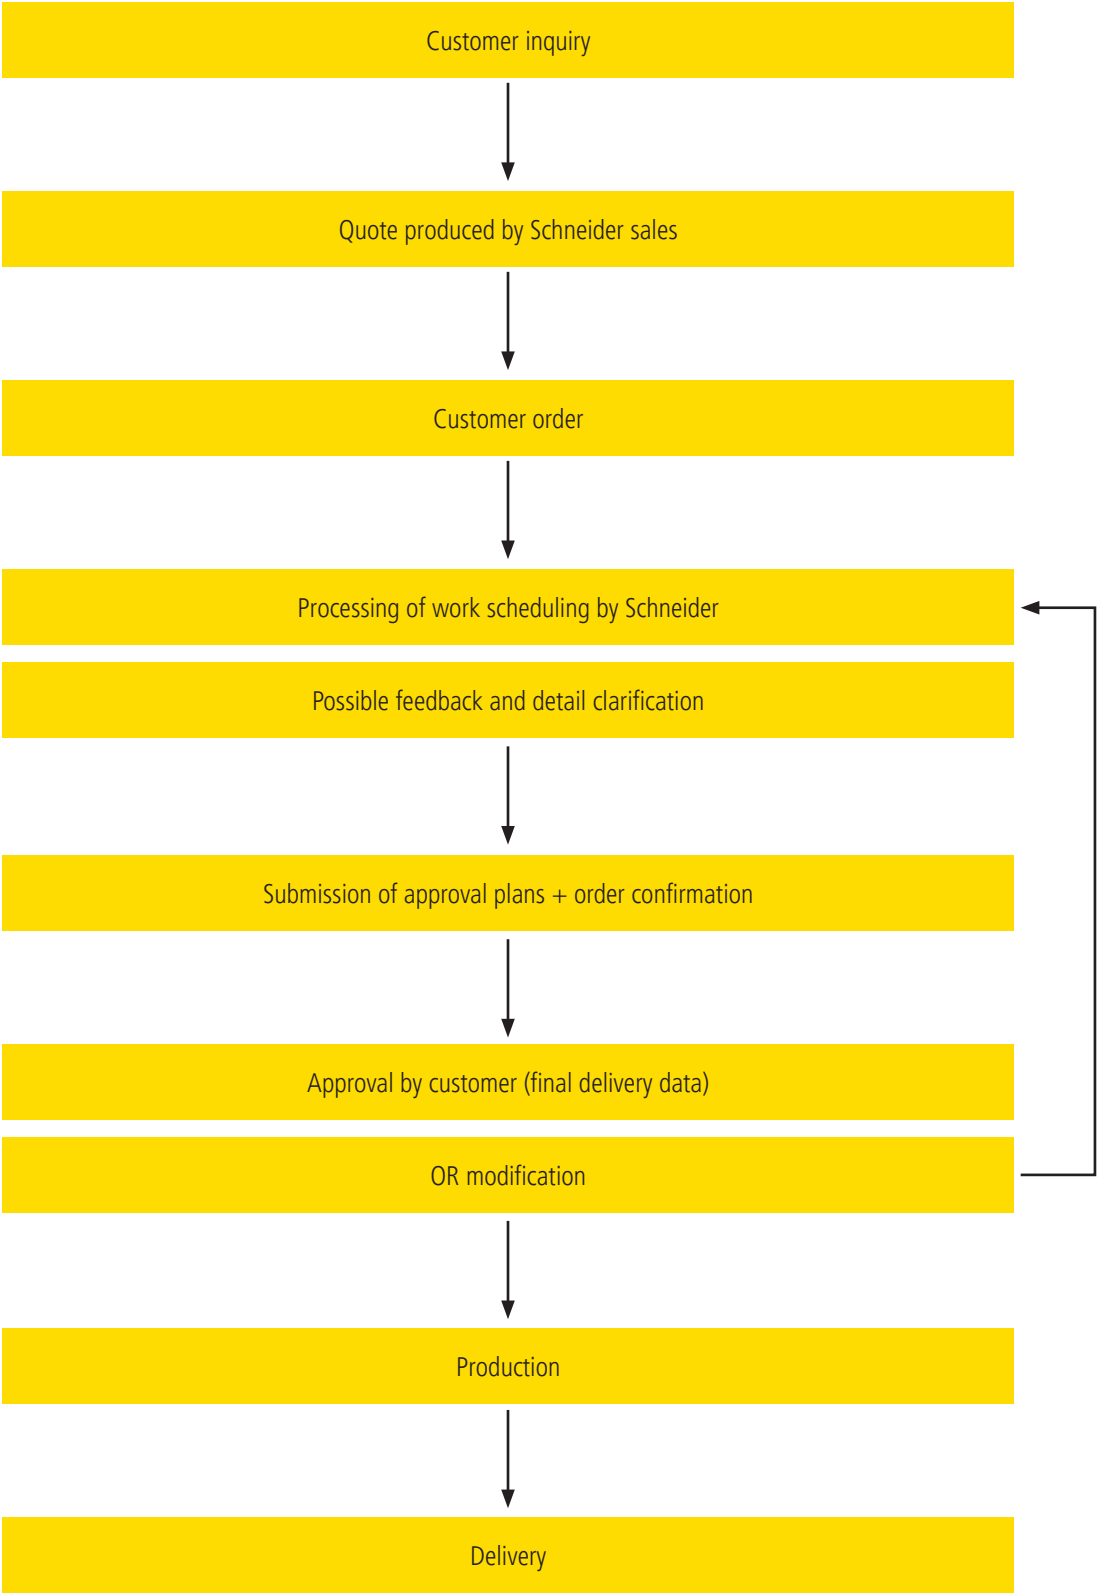 Customer inquiry
Quote produced by Schneider sales
Customer order
Processing of work scheduling by Schneider
Possible feedback and detail clarification
Submission of approval plans + order confirmation
Approval by customer (final delivery data)
OR modification
Production
Delivery